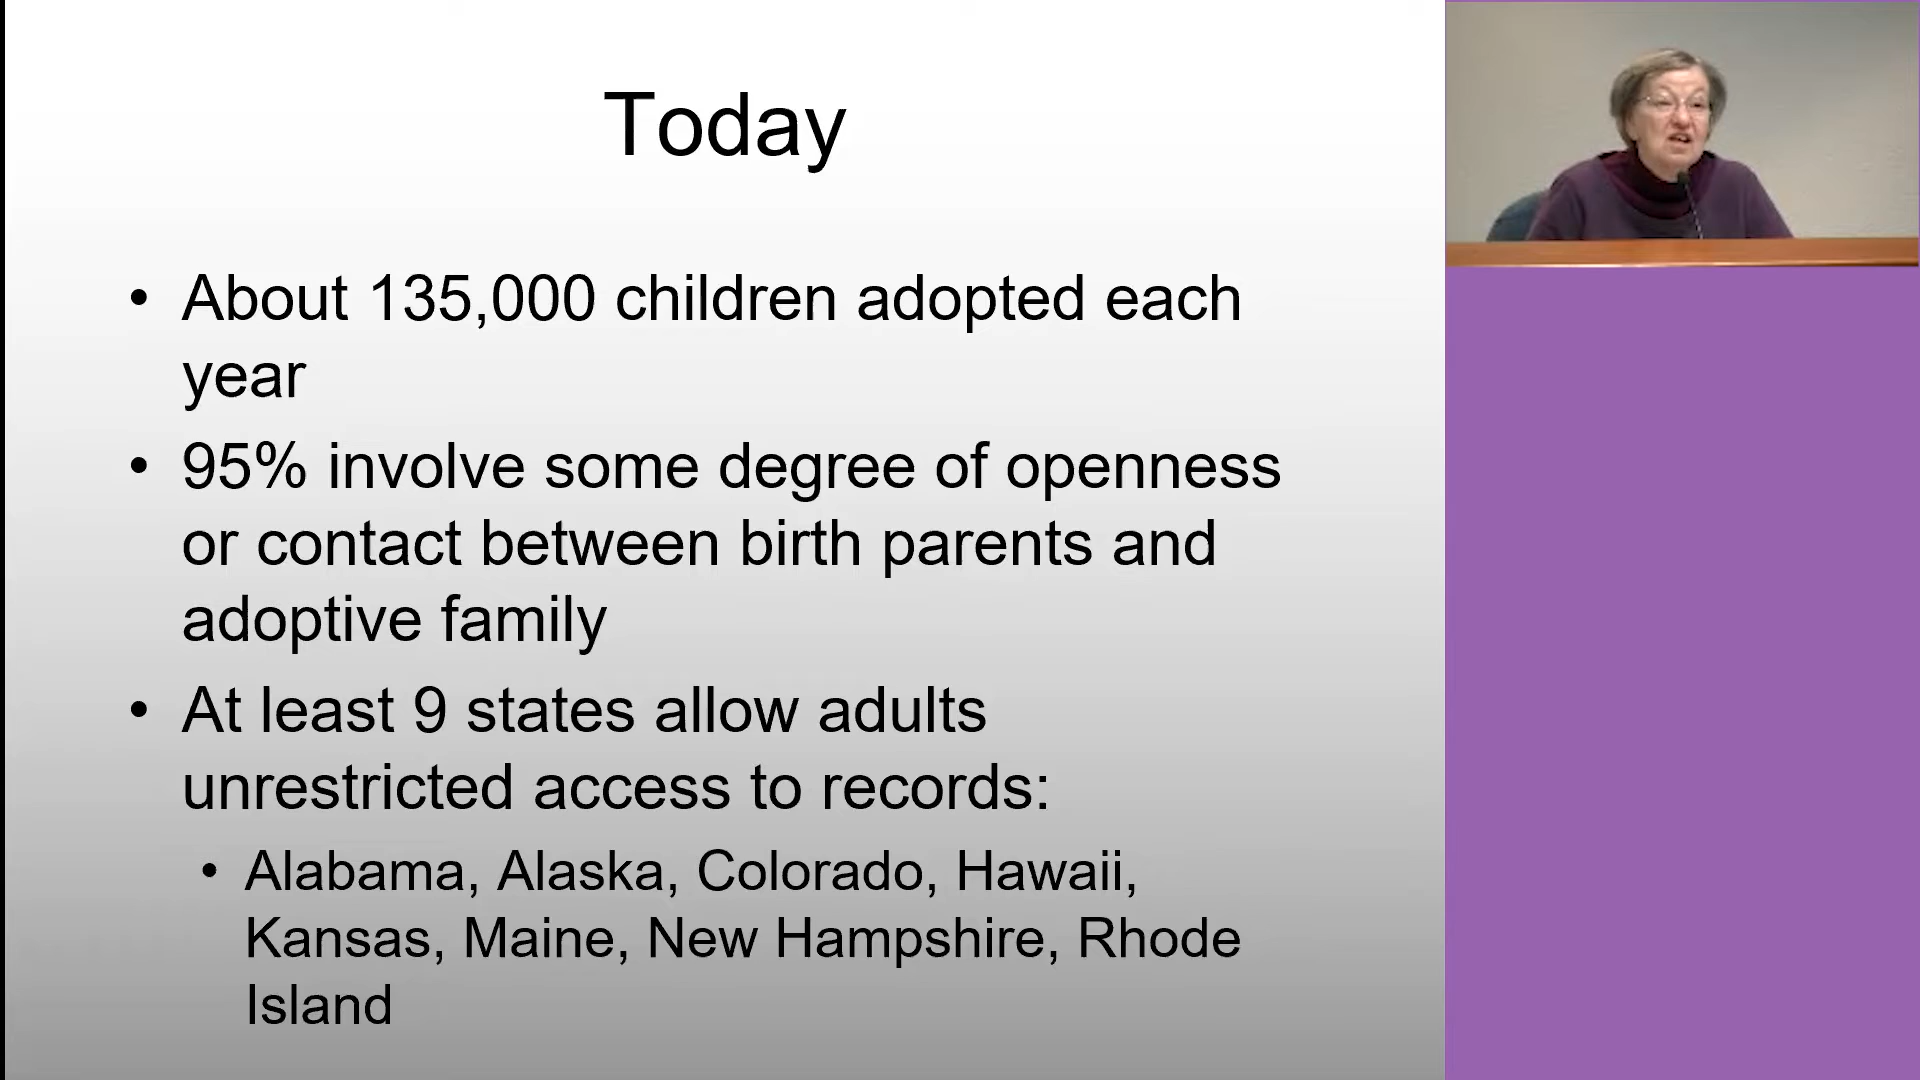 Today
• About 135,000 children adopted each
year
• 95% involve some degree of openness
or contact between birth parents and
adoptive family
• At least 9 states allow adults
unrestricted access to records:
• Alabama, Alaska, Colorado, Hawaii,
Kansas, Maine, New Hampshire, Rhode
Island